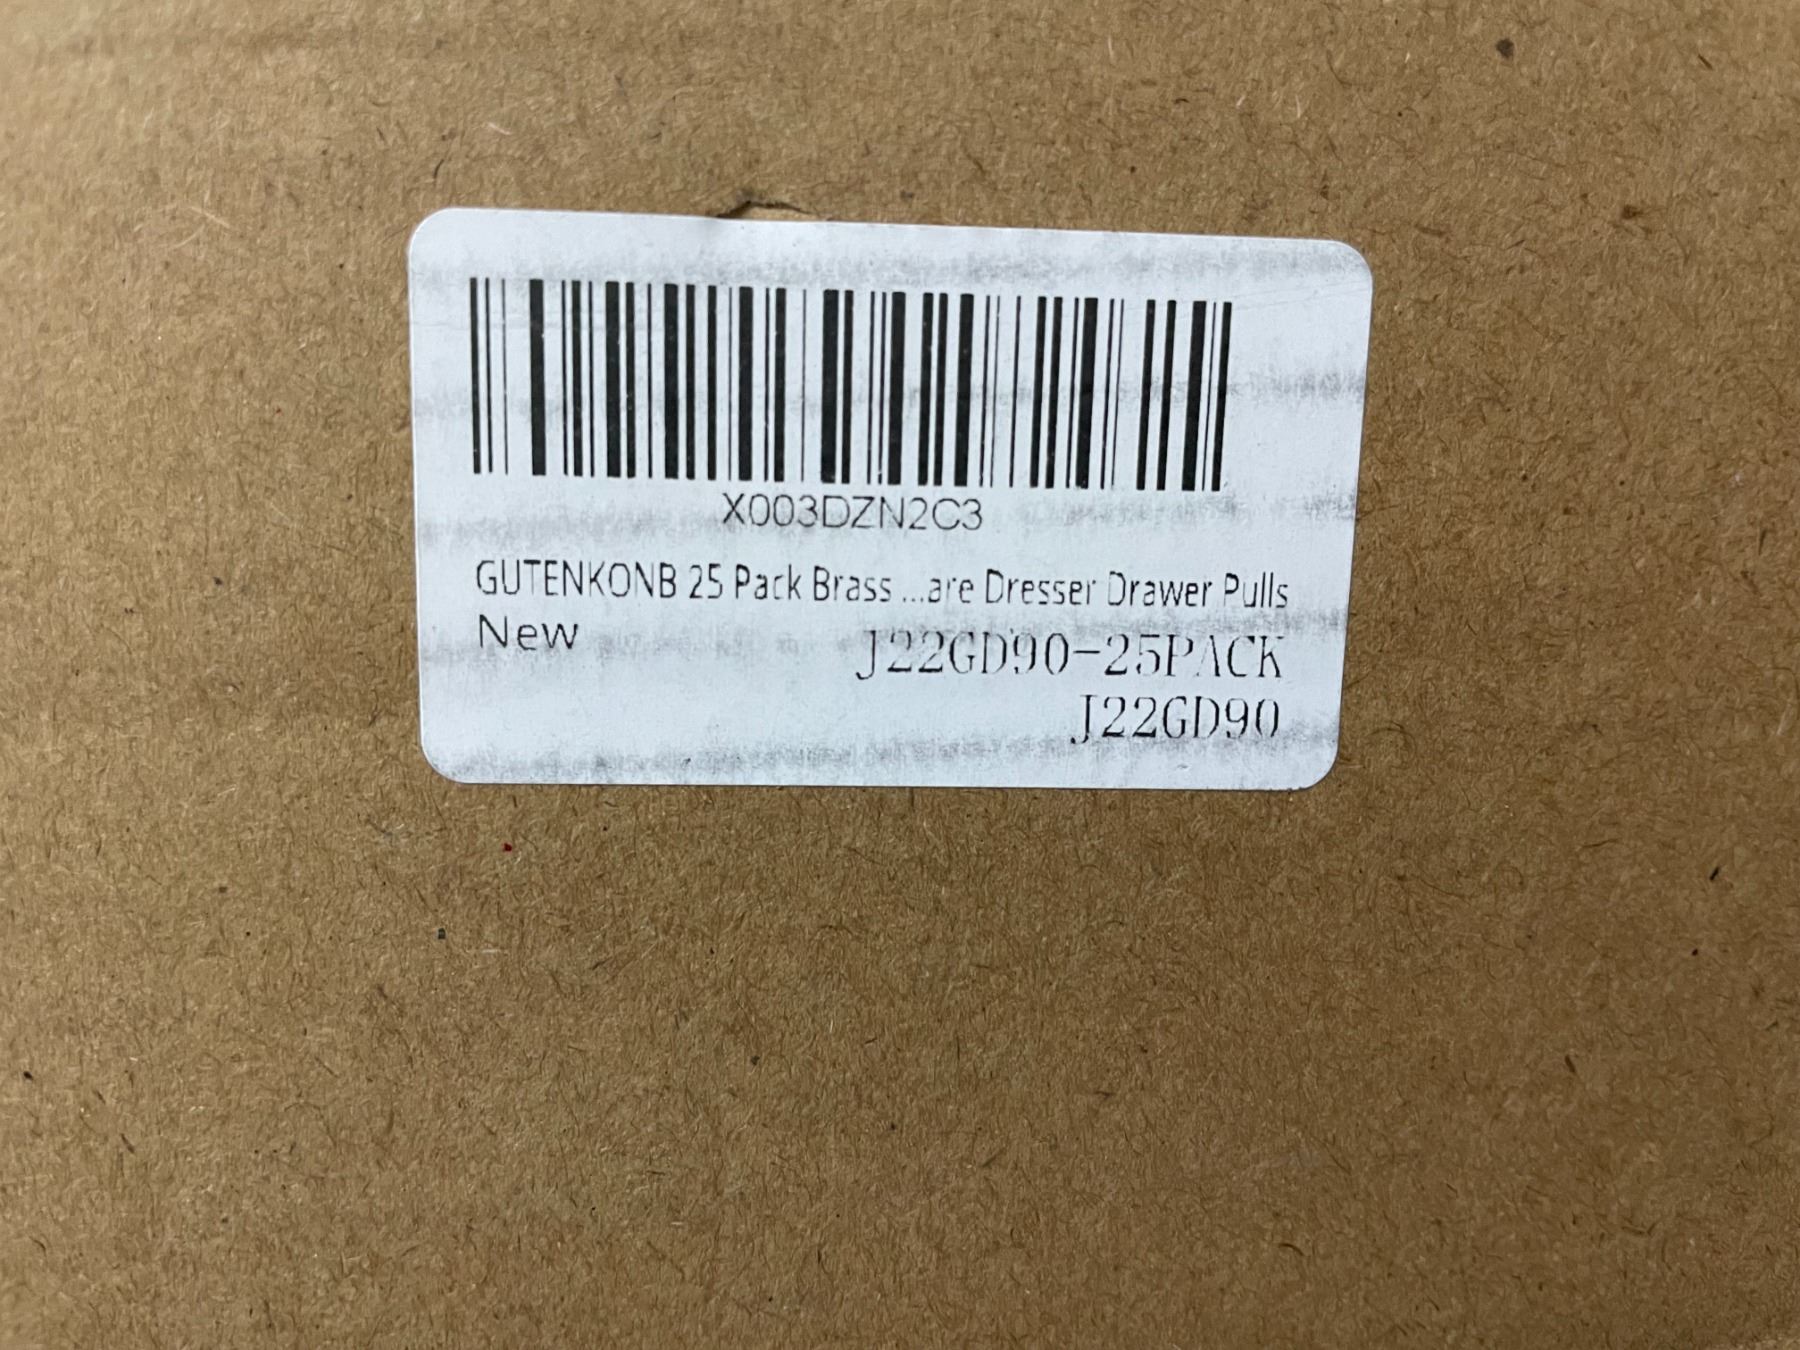 X003DZN2C3
GUTENKONB 25 Pack Brass ...are Dresser Drawer Pulls
New
J22GD90-25PACK
J22GD90